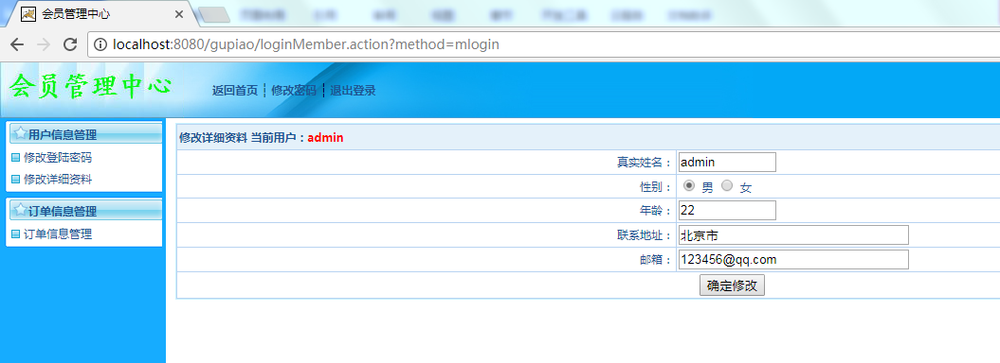 会员管理中心
localhost:8080/gupiao/loginMember.action?method=mlogin
会员管理中心
返回首页 ┆ 修改密码 ┆ 退出登录
用户信息管理
修改登陆密码
修改详细资料
订单信息管理
订单信息管理
修改详细资料 当前用户：admin
真实姓名： admin
性别： 男 女
年龄： 22
联系地址： 北京市
邮箱： 123456@qq.com
确定修改